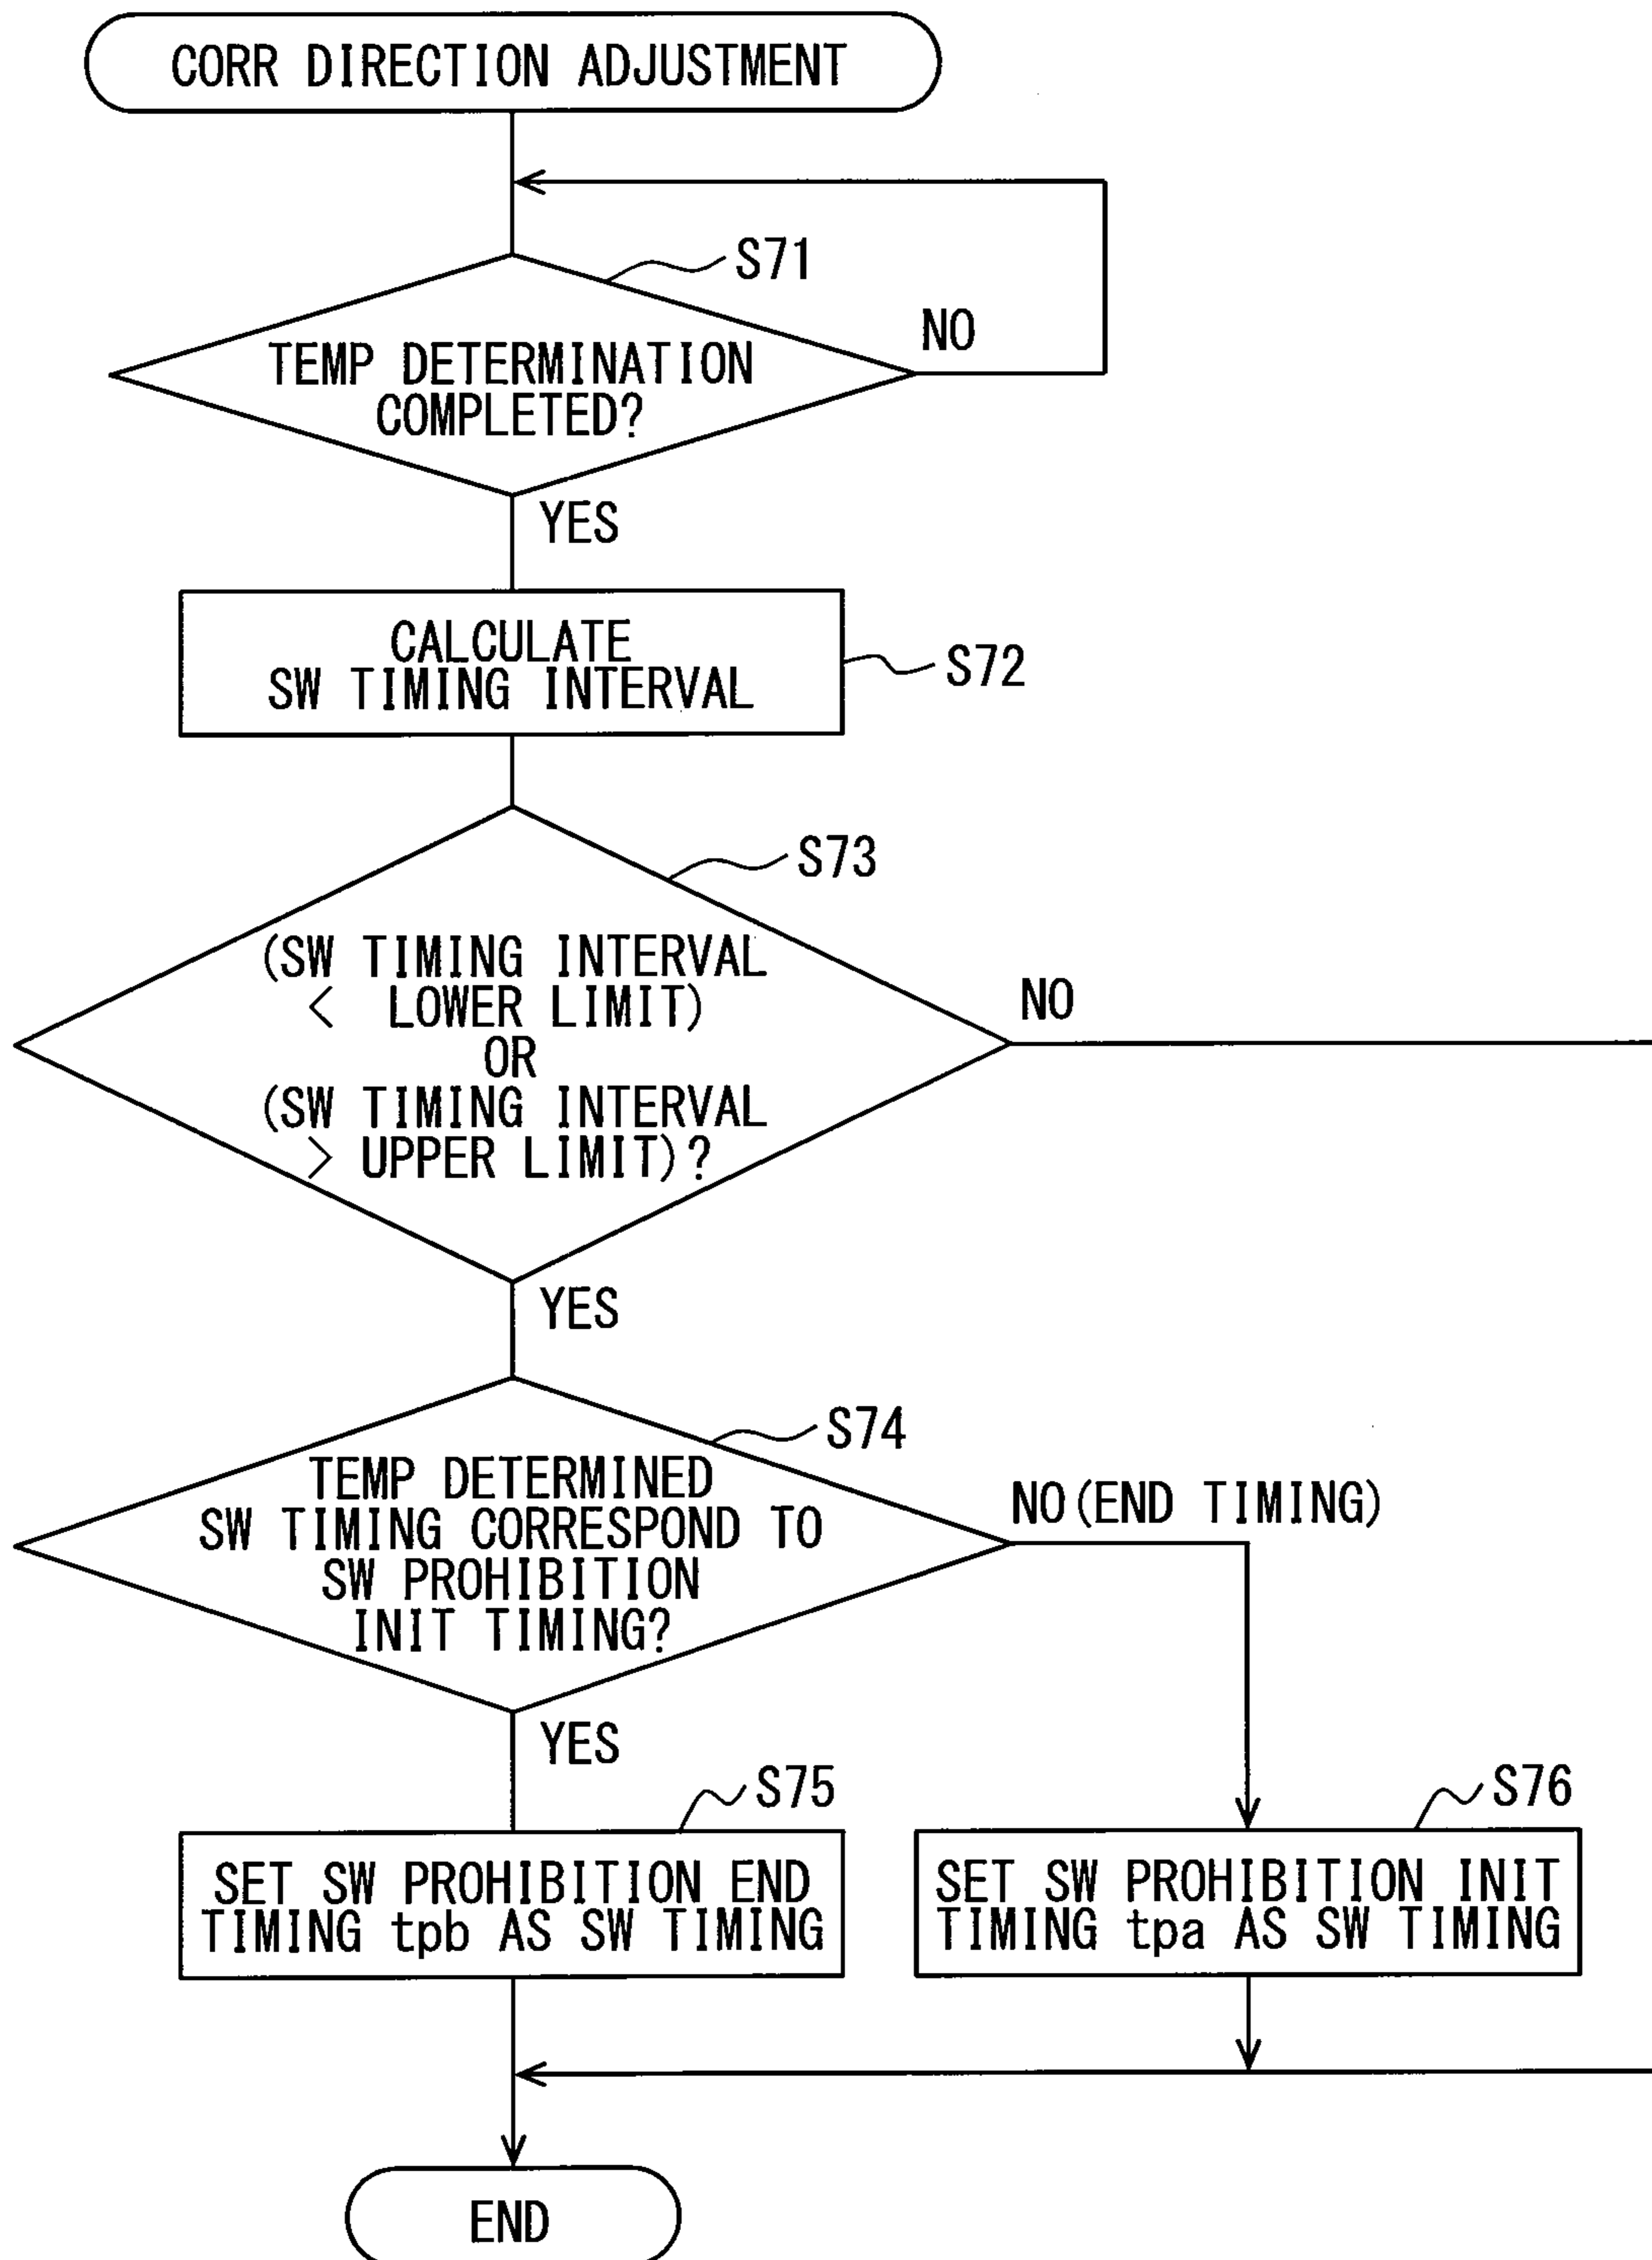 CORR DIRECTION ADJUSTMENT
S71
NO
TEMP DETERMINATION
COMPLETED?
YES
CALCULATE
SW TIMING INTERVAL
S72
S73
(SW TIMING INTERVAL
< LOWER LIMIT)
OR
(SW TIMING INTERVAL
> UPPER LIMIT)?
NO
YES
S74
TEMP DETERMINED
SW TIMING CORRESPOND TO
SW PROHIBITION
INIT TIMING?
NO(END TIMING)
YES
S75
SET SW PROHIBITION END
TIMING tpb AS SW TIMING
S76
SET SW PROHIBITION INIT
TIMING tpa AS SW TIMING
END